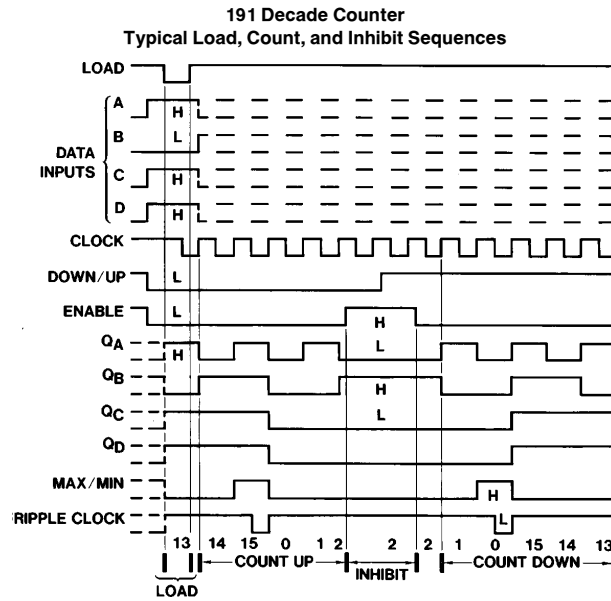 191 Decade Counter
Typical Load, Count, and Inhibit Sequences
LOAD
A
H
B
L
DATA
INPUTS
C
H
D
H
CLOCK
DOWN/UP
L
ENABLE
L
H
QA
H
L
QB
H
QC
L
QD
MAX/MIN
H
RIPPLE CLOCK
L
13 14 15 0 1 2 2 2 1 0 15 14 13
COUNT UP INHIBIT COUNT DOWN
LOAD